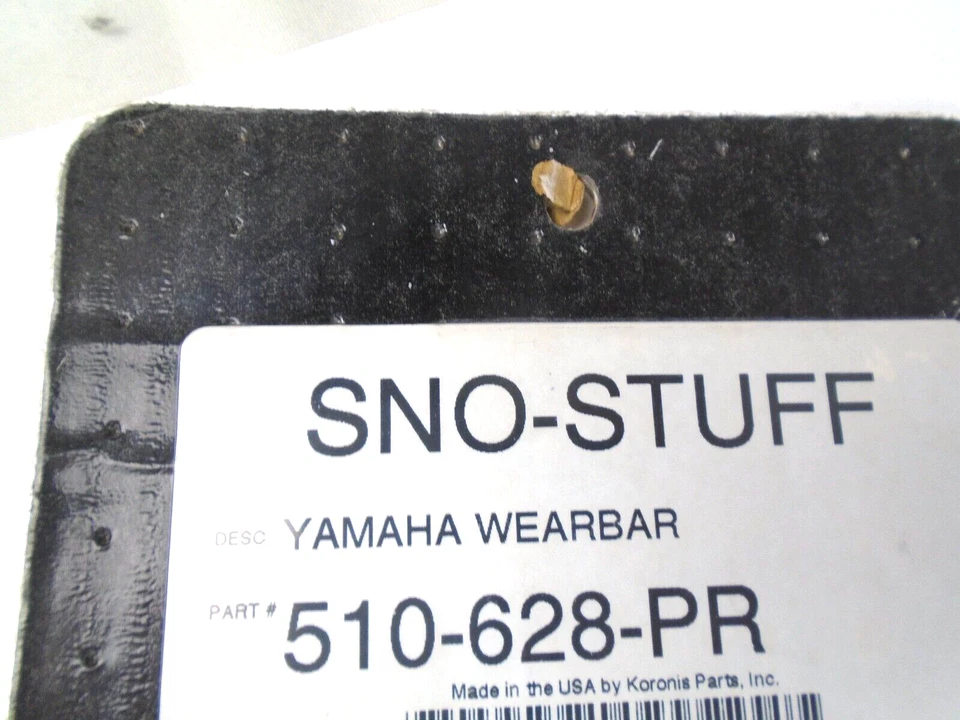 SNO-STUFF
DESC YAMAHA WEARBAR
PART # 510-628-PR
Made in the USA by Koronis Parts, Inc.